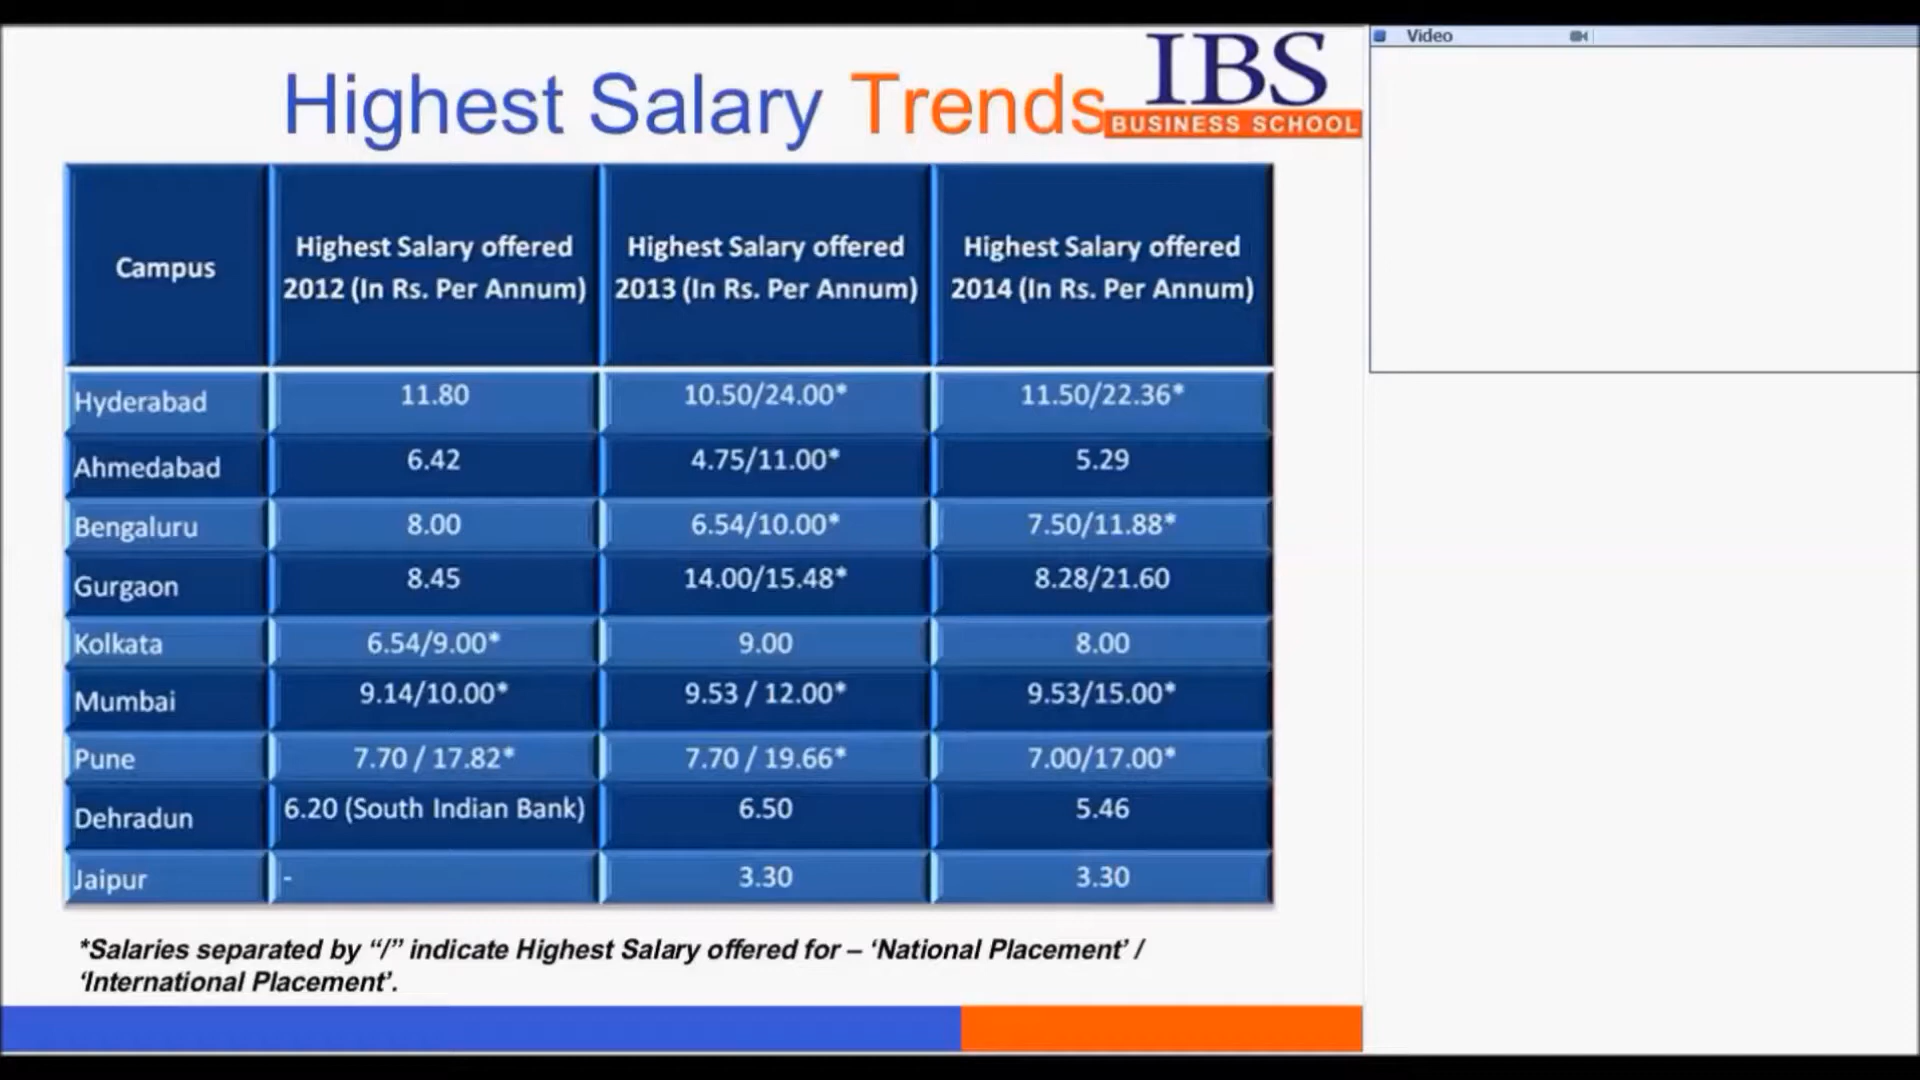 Highest Salary Trends
IBS
BUSINESS SCHOOL
Video
Campus
Highest Salary offered
2012 (In Rs. Per Annum)
Highest Salary offered
2013 (In Rs. Per Annum)
Highest Salary offered
2014 (In Rs. Per Annum)
Hyderabad 11.80 10.50/24.00* 11.50/22.36*
Ahmedabad 6.42 4.75/11.00* 5.29
Bengaluru 8.00 6.54/10.00* 7.50/11.88*
Gurgaon 8.45 14.00/15.48* 8.28/21.60
Kolkata 6.54/9.00* 9.00 8.00
Mumbai 9.14/10.00* 9.53 / 12.00* 9.53/15.00*
Pune 7.70 / 17.82* 7.70 / 19.66* 7.00/17.00*
Dehradun 6.20 (South Indian Bank) 6.50 5.46
Jaipur - 3.30 3.30
*Salaries separated by “/” indicate Highest Salary offered for – ‘National Placement’ /
‘International Placement’.